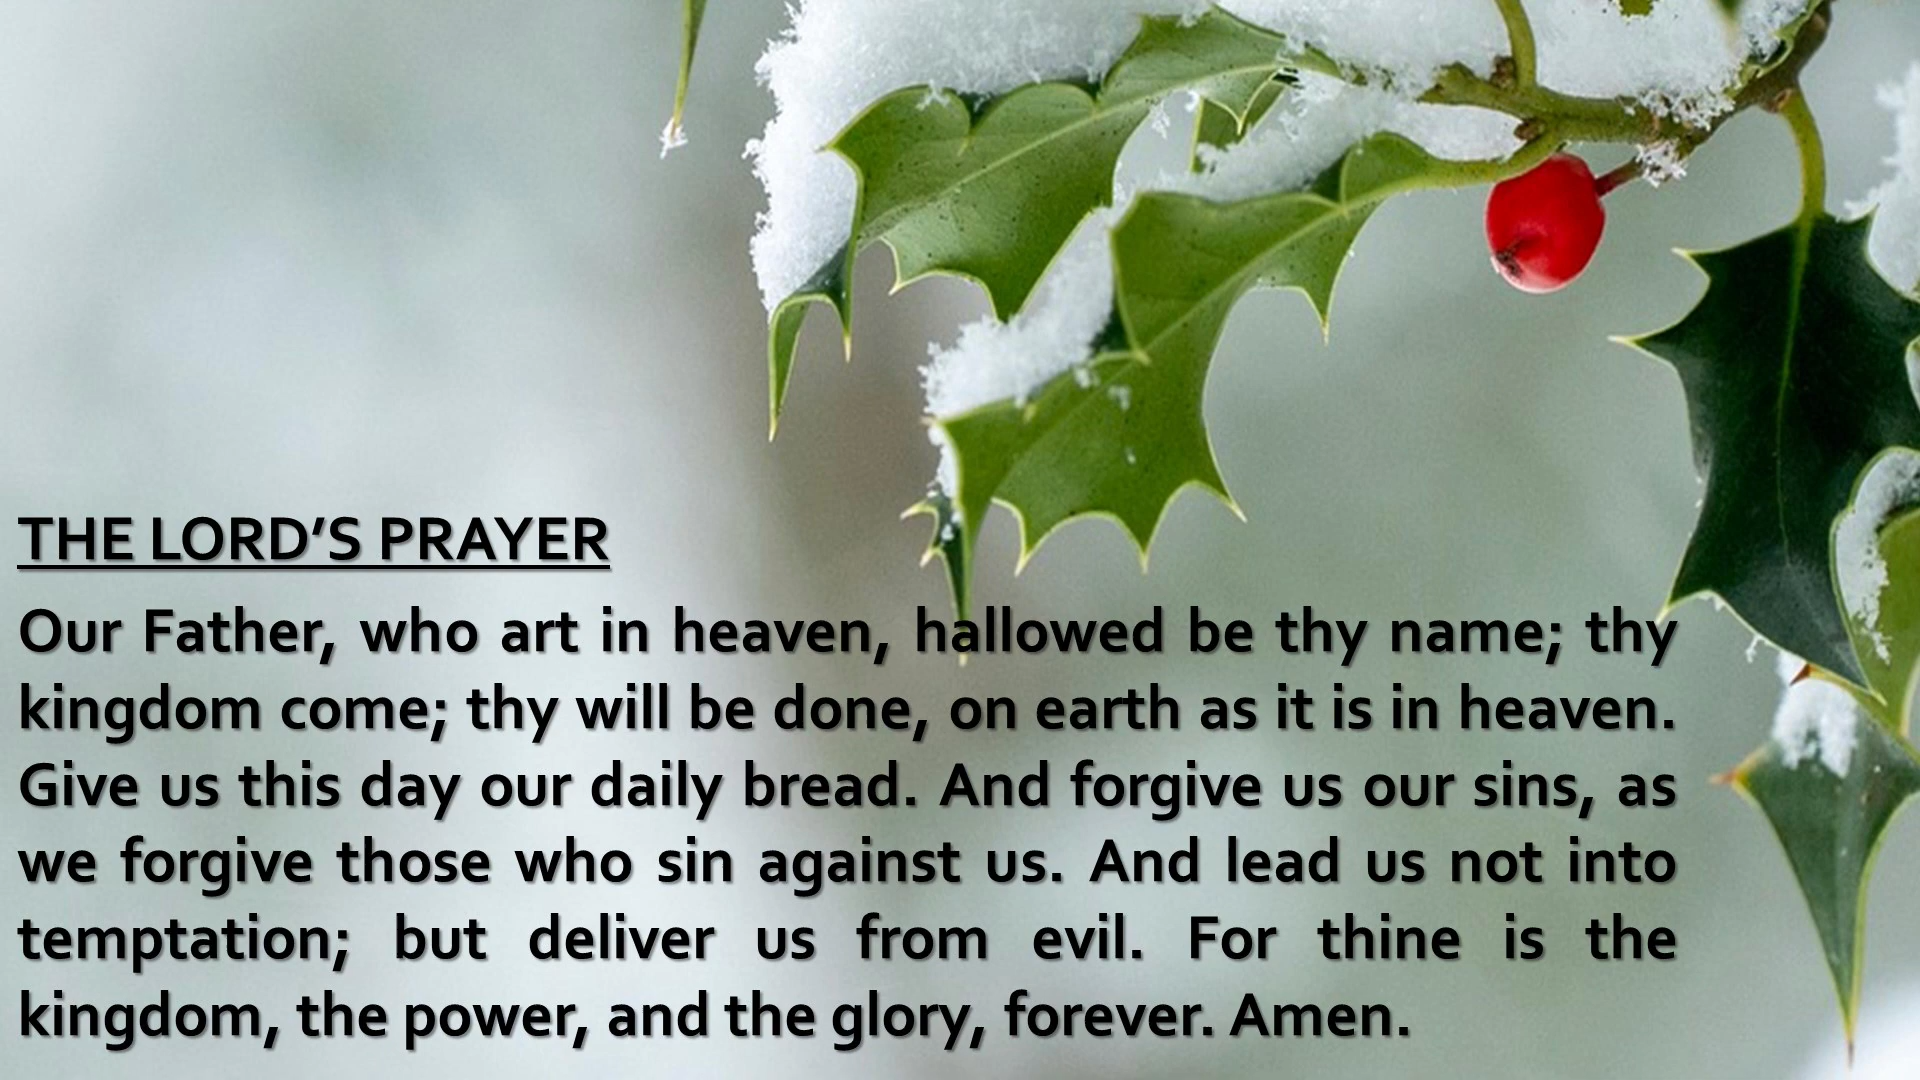 THE LORD’S PRAYER
Our Father, who art in heaven, hallowed be thy name; thy
kingdom come; thy will be done, on earth as it is in heaven.
Give us this day our daily bread. And forgive us our sins, as
we forgive those who sin against us. And lead us not into
temptation; but deliver us from evil. For thine is the
kingdom, the power, and the glory, forever. Amen.